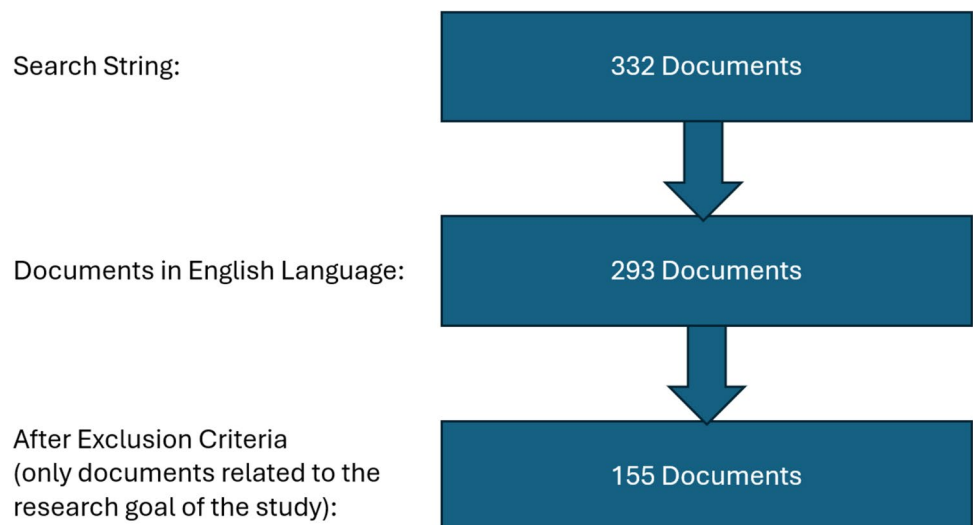 Search String:
332 Documents
Documents in English Language:
293 Documents
After Exclusion Criteria
(only documents related to the
research goal of the study):
155 Documents